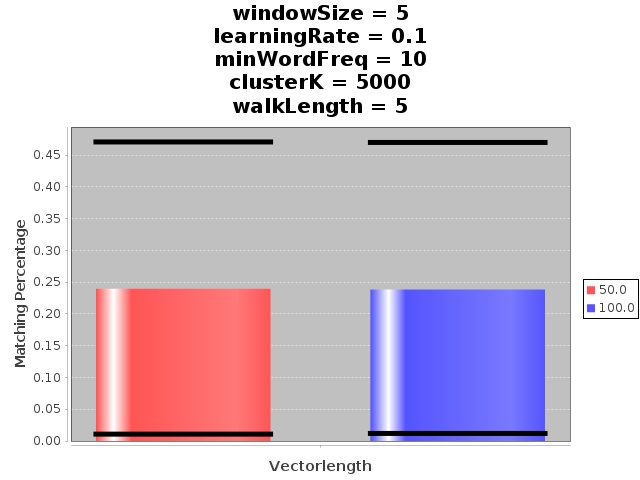 windowSize = 5
learningRate = 0.1
minWordFreq = 10
clusterK = 5000
walkLength = 5
Matching Percentage
0.45
0.40
0.35
0.30
0.25
0.20
0.15
0.10
0.05
0.00
Vectorlength
50.0
100.0